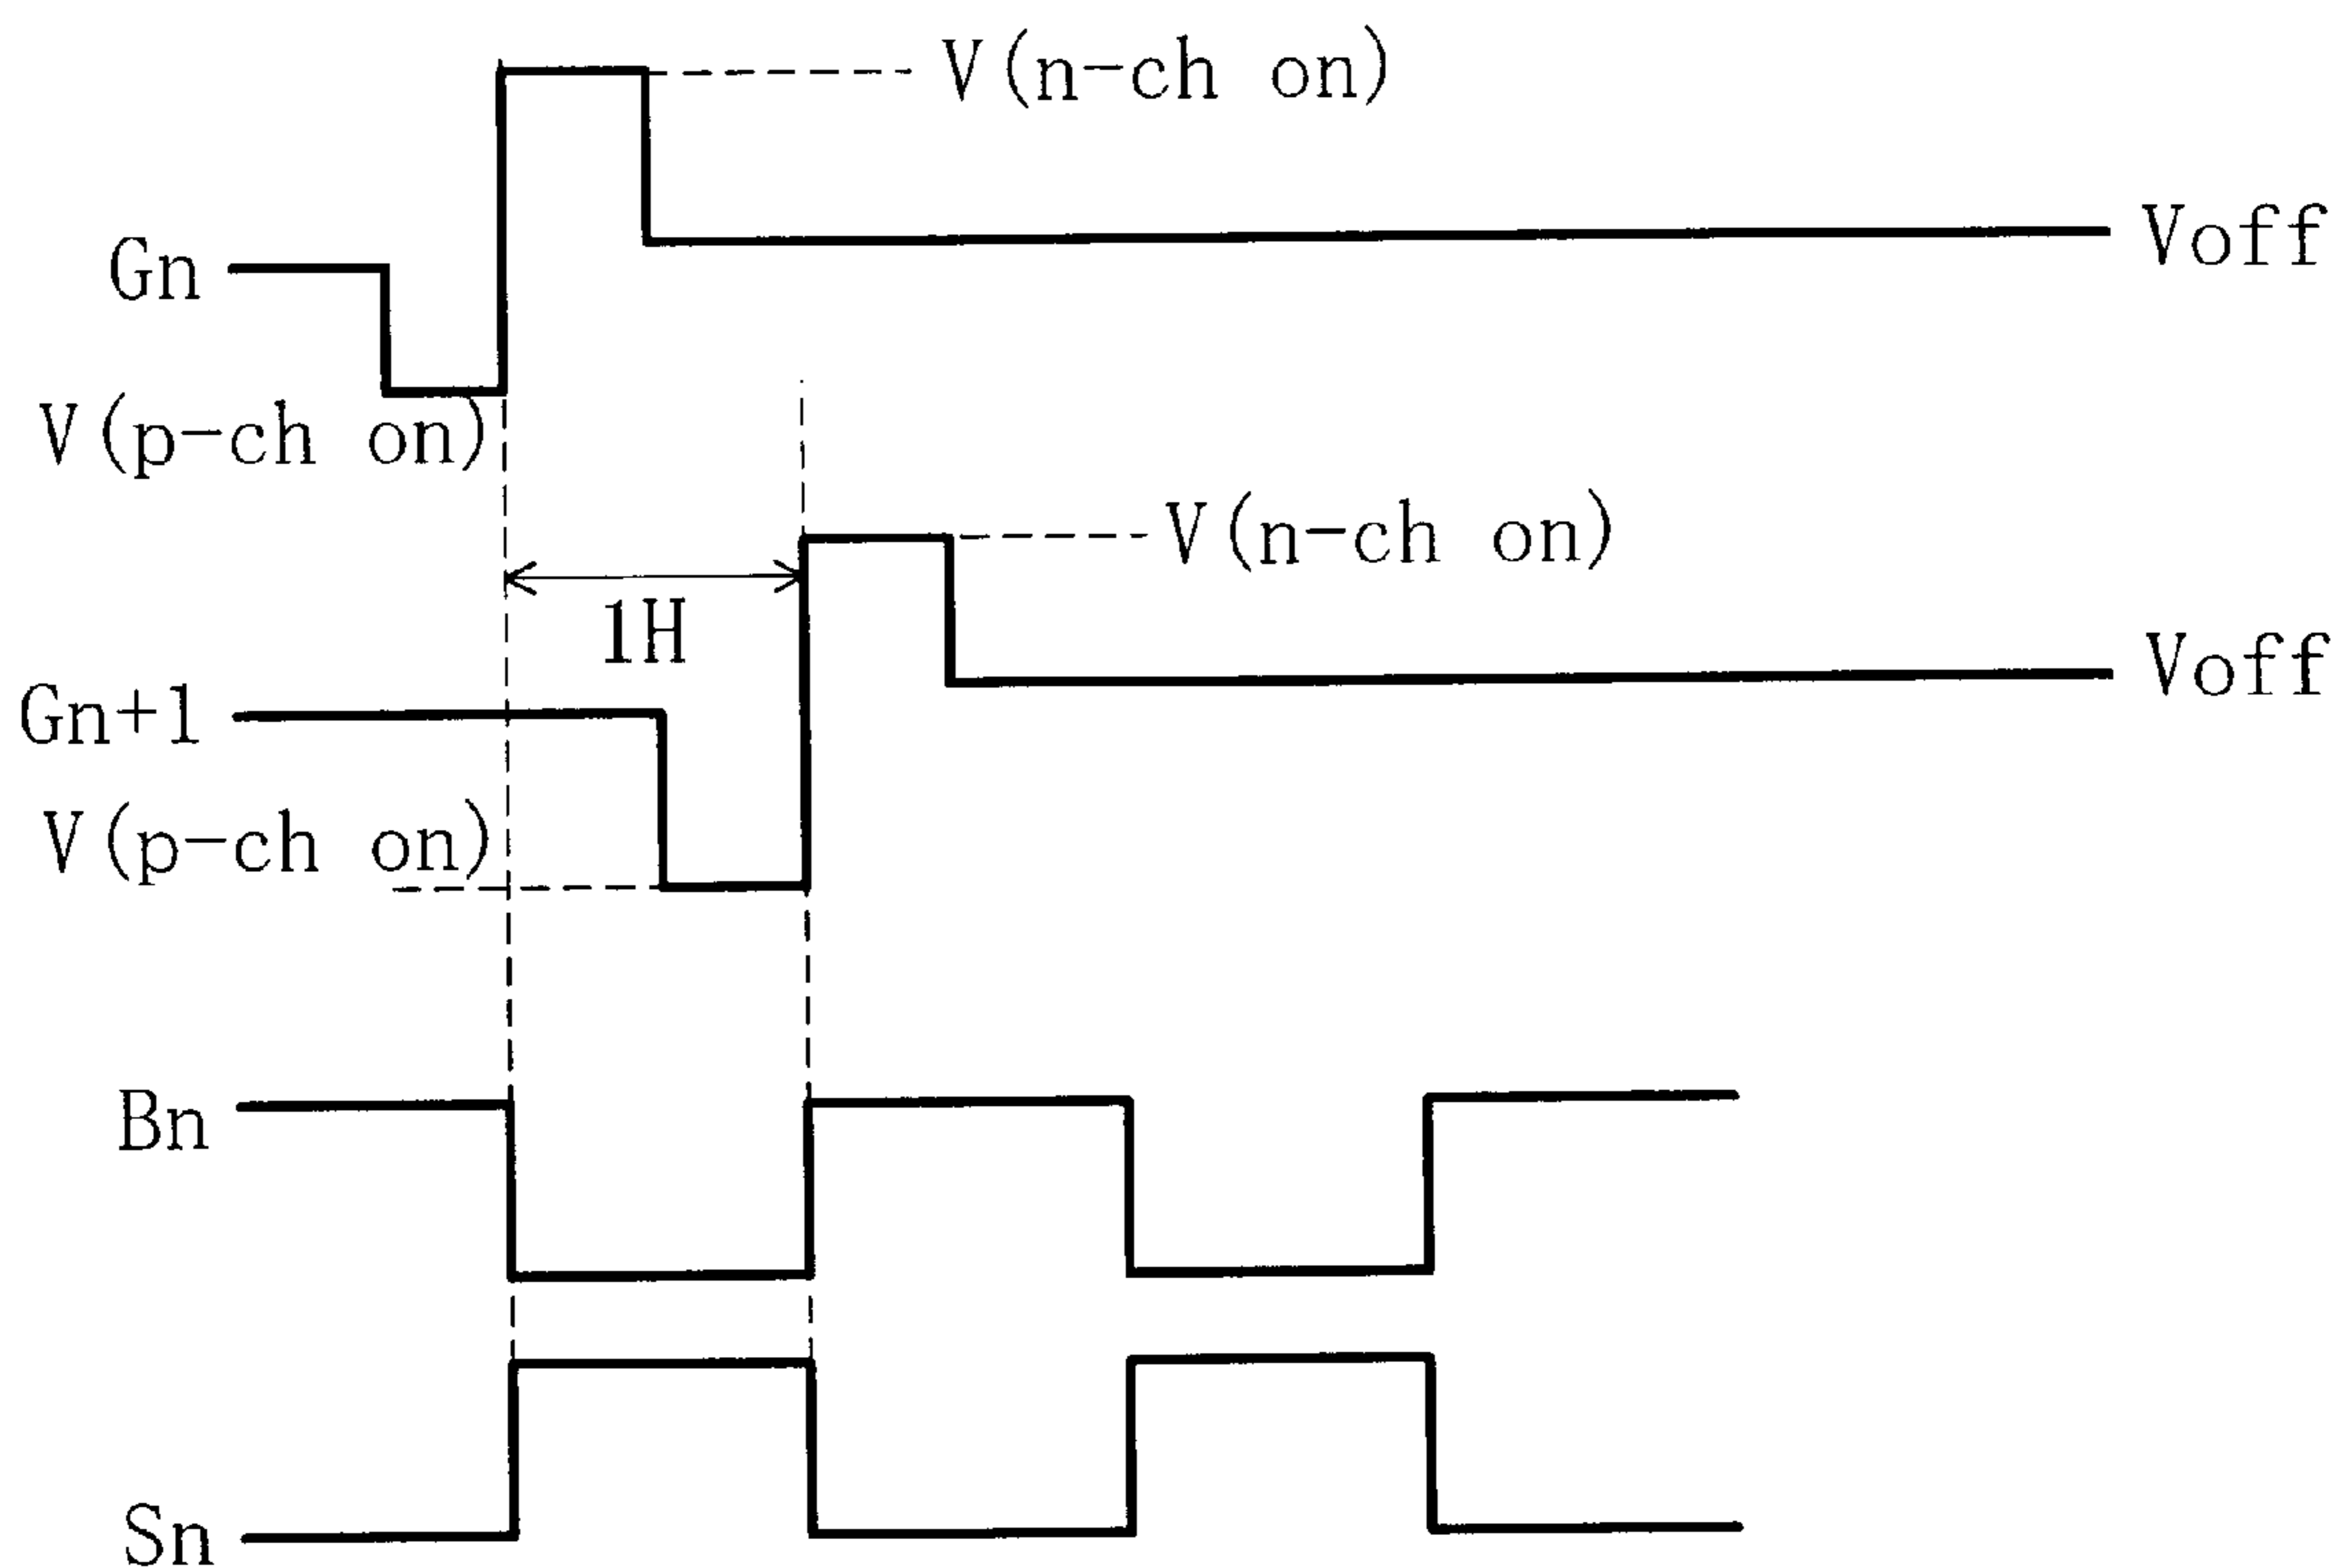 V(n-ch on)
Gn
Voff
V(p-ch on)
V(n-ch on)
1H
Gn+1
Voff
V(p-ch on)
Bn
Sn